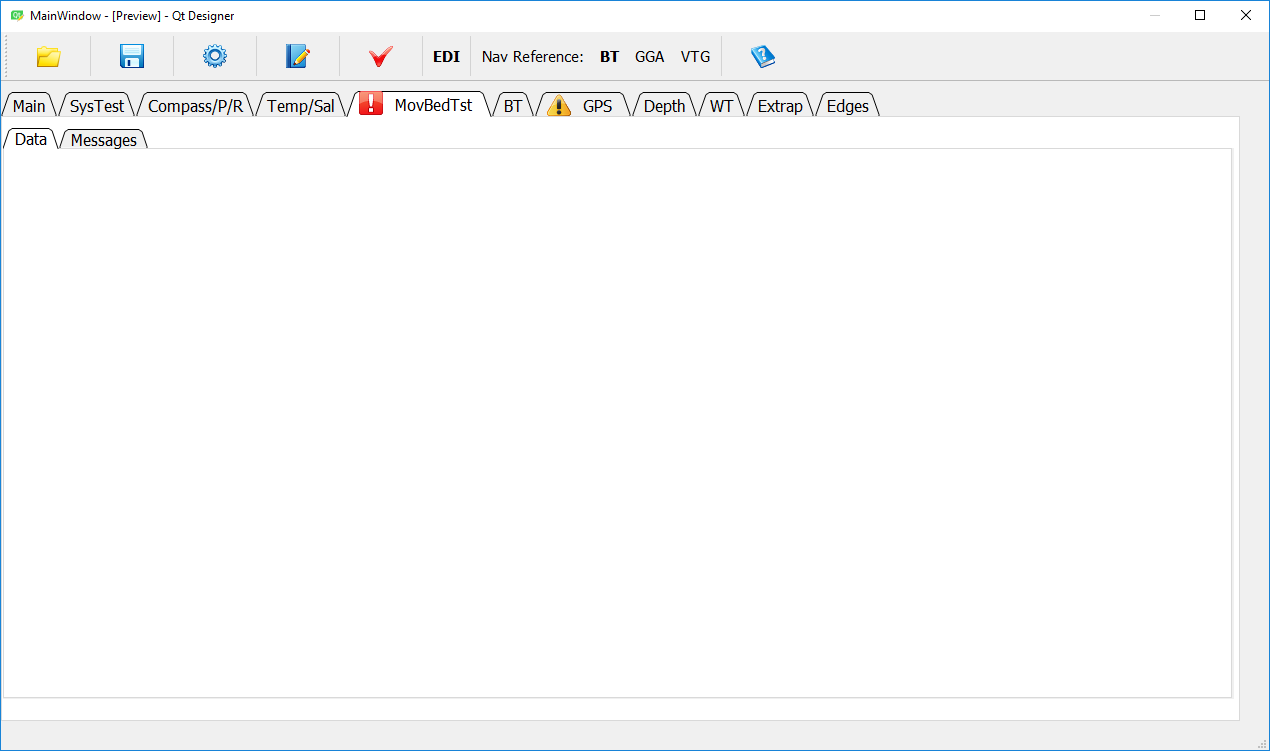 MainWindow - [Preview] - Qt Designer
EDI Nav Reference: BT GGA VTG
Main SysTest Compass/P/R Temp/Sal MovBedTst BT GPS Depth WT Extrap Edges
Data Messages